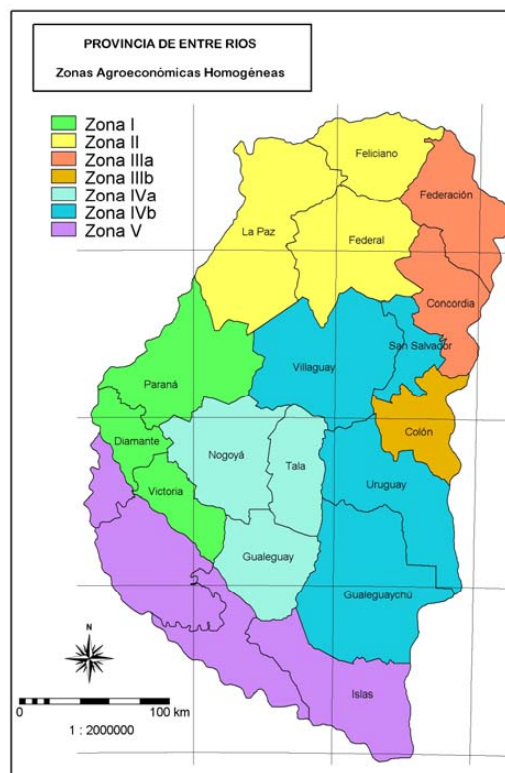 PROVINCIA DE ENTRE RIOS
Zonas Agroeconómicas Homogéneas
Zona I
Zona II
Zona IIIa
Zona IIIb
Zona IVa
Zona IVb
Zona V
Feliciano
Federación
La Paz
Federal
Concordia
San Salvador
Villaguay
Paraná
Colón
Diamante
Nogoyá
Tala
Uruguay
Victoria
Gualeguay
Gualeguaychú
Islas
N
0 100 km
1 : 2000000